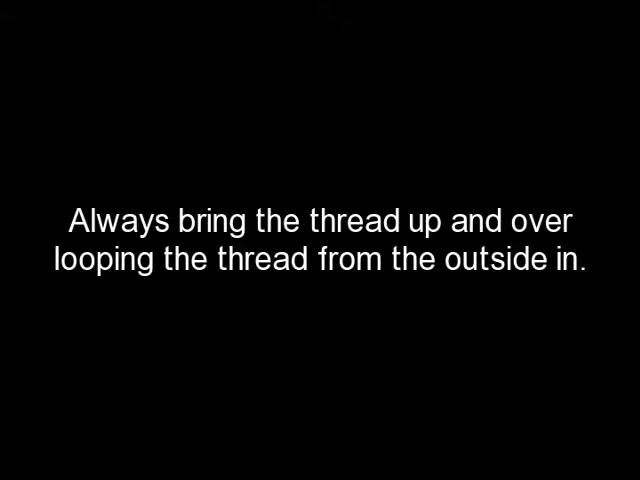 Always bring the thread up and over
looping the thread from the outside in.